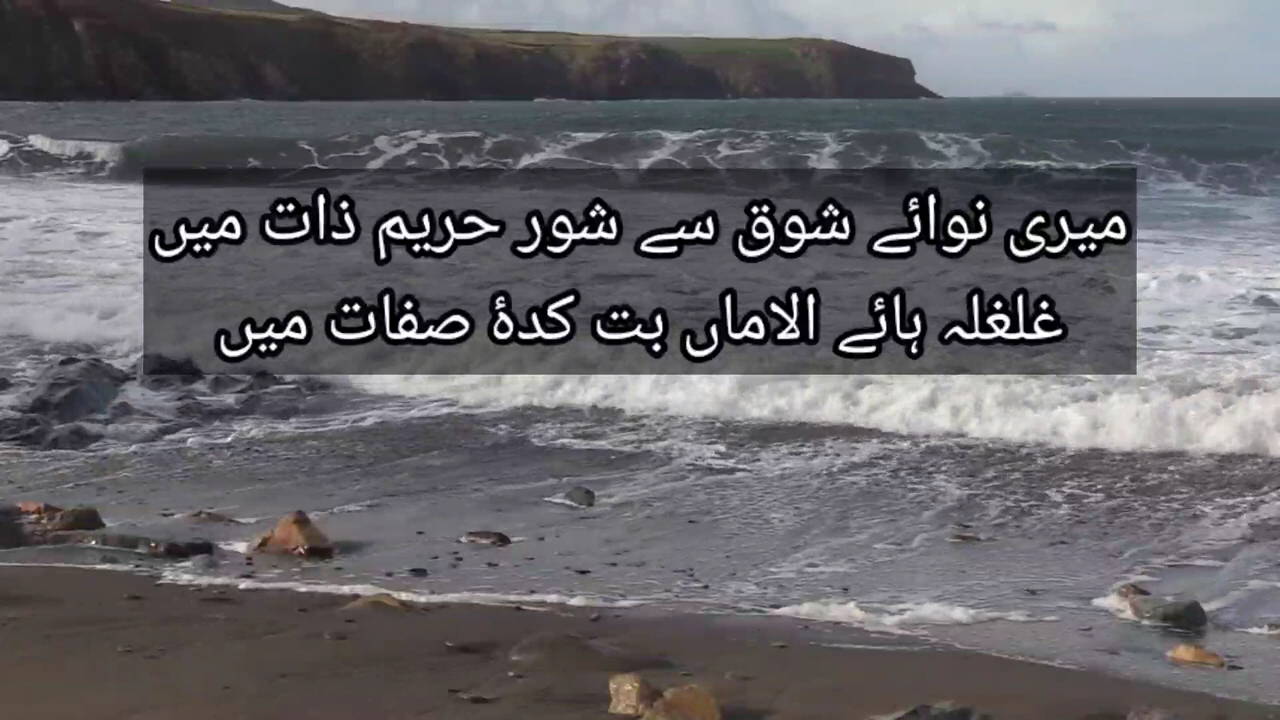 میری نوائے شوق سے شور حریم ذات میں
غلغلہ ہائے الاماں بت کدۂ صفات میں